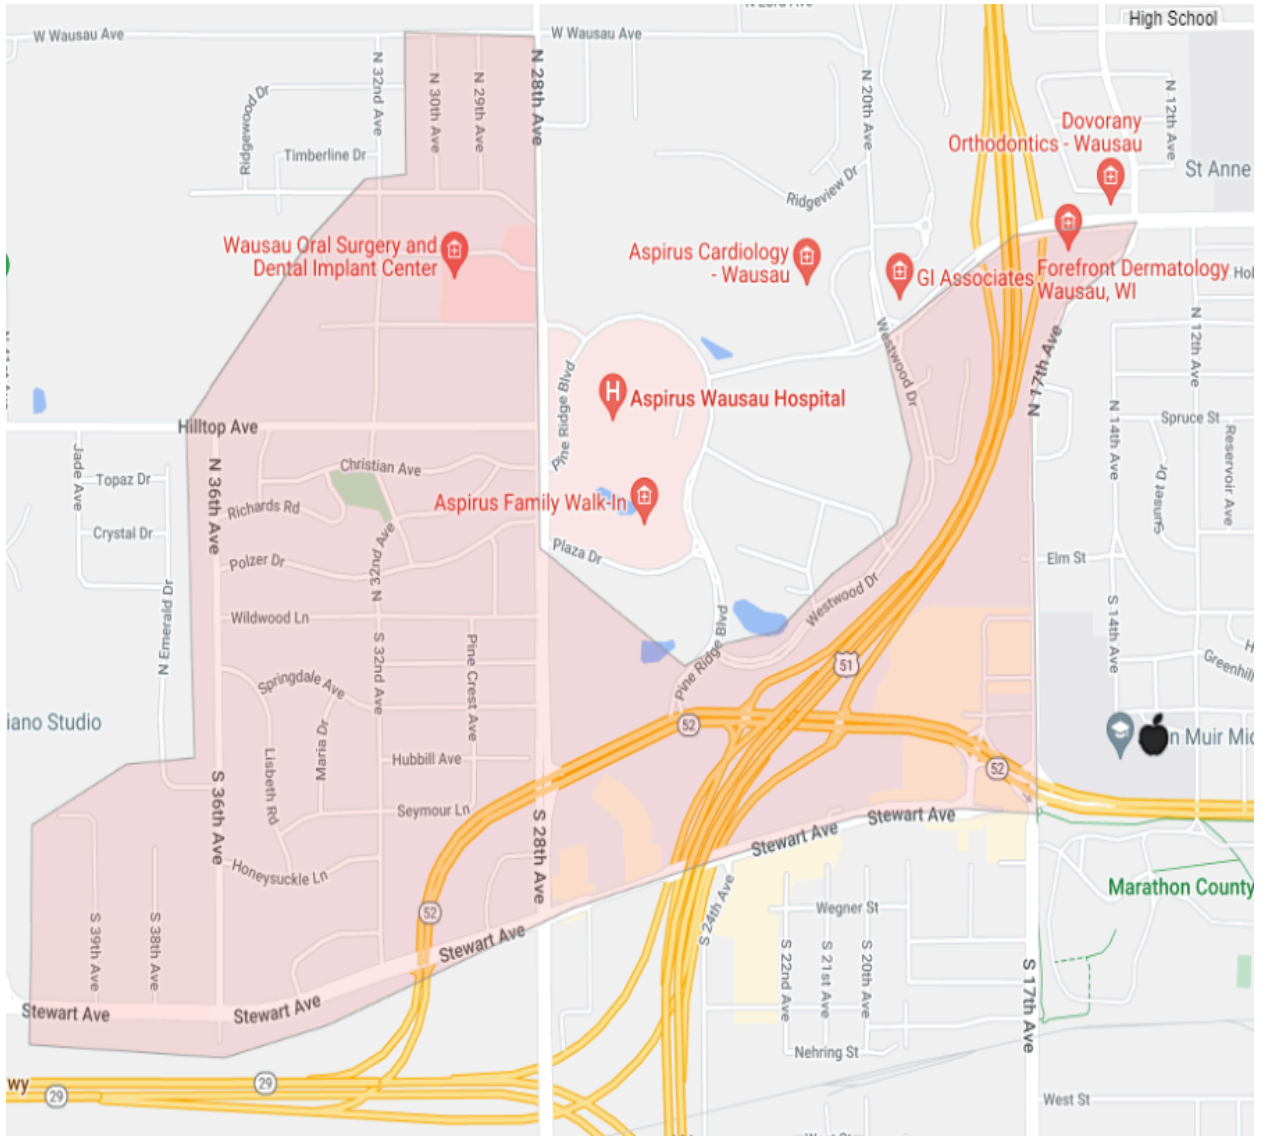 N 23rd Ave
High School
W Wausau Ave
W Wausau Ave
N 28th Ave
N 32nd Ave
N 30th Ave
N 29th Ave
N 20th Ave
N 12th Ave
Ridgewood Dr
Timberline Dr
Dovorany
Orthodontics - Wausau
St Anne
Ridgeview Dr
Wausau Oral Surgery and
Dental Implant Center
Aspirus Cardiology
- Wausau
GI Associates
Forefront Dermatology
Wausau, WI
Westwood Dr
N 17th Ave
N 12th Ave
Pine Ridge Blvd
Aspirus Wausau Hospital
Hilltop Ave
N 14th Ave
Spruce St
Reservoir Ave
Sunset Dr
Jade Ave
Topaz Dr
N 36th Ave
Christian Ave
Richards Rd
Aspirus Family Walk-In
Crystal Dr
Polzer Dr
N 32nd Ave
Plaza Dr
Elm St
N Emerald Dr
Wildwood Ln
Westwood Dr
Pine Ridge Blvd
S 14th Ave
S 32nd Ave
Pine Crest Ave
Springdale Ave
51
Greenhill
iano Studio
Maria Dr
Lisbeth Rd
52
n Muir Mid
Hubbill Ave
52
S 36th Ave
Seymour Ln
S 28th Ave
Stewart Ave
Stewart Ave
Honeysuckle Ln
Marathon County
52
S 24th Ave
Wegner St
S 39th Ave
S 38th Ave
Stewart Ave
S 22nd Ave
S 21st Ave
S 20th Ave
S 17th Ave
Stewart Ave
Stewart Ave
Nehring St
wy
29
29
West St